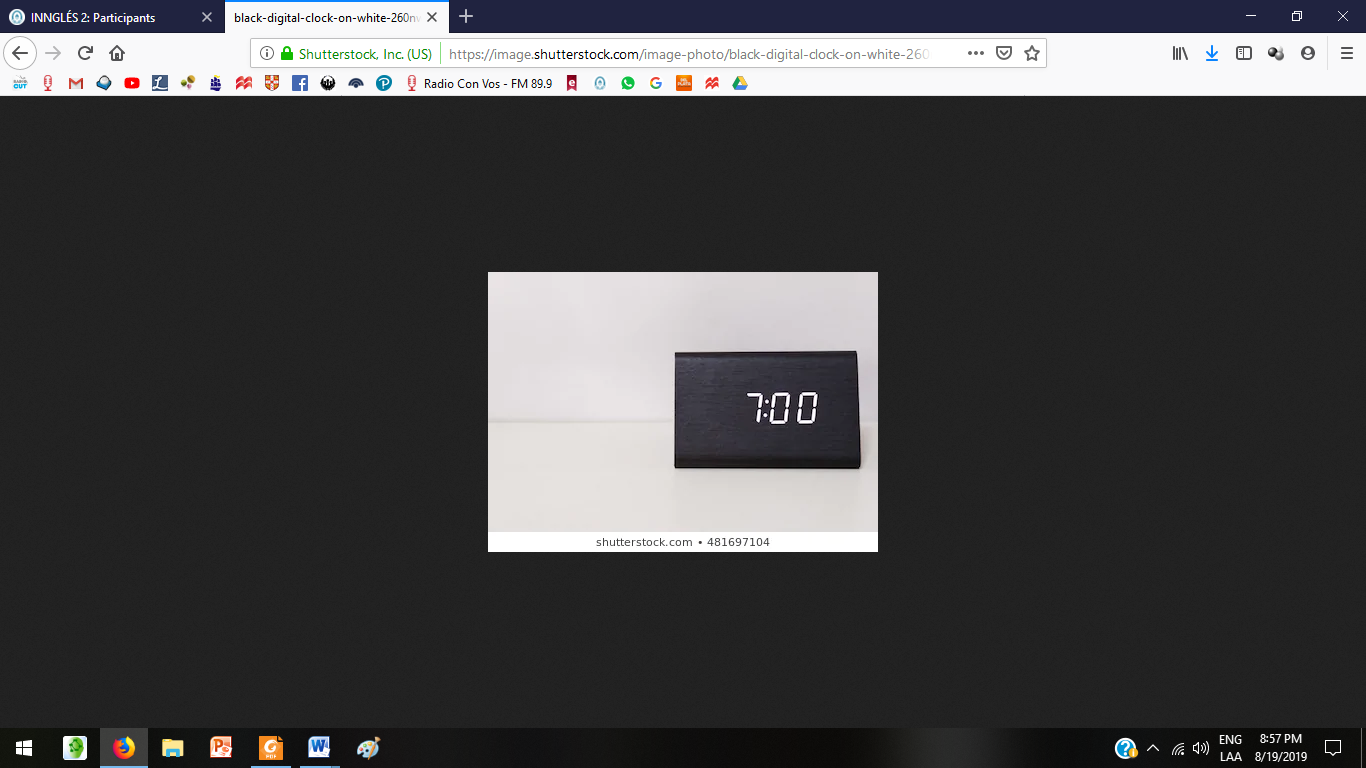 INNGLÉS 2: Participants
black-digital-clock-on-white-260nw
Shutterstock, Inc. (US)
https://image.shutterstock.com/image-photo/black-digital-clock-on-white-260
Radio Con Vos - FM 89.9
7:00
shutterstock.com • 481697104
ENG 8:57 PM
LAA 8/19/2019